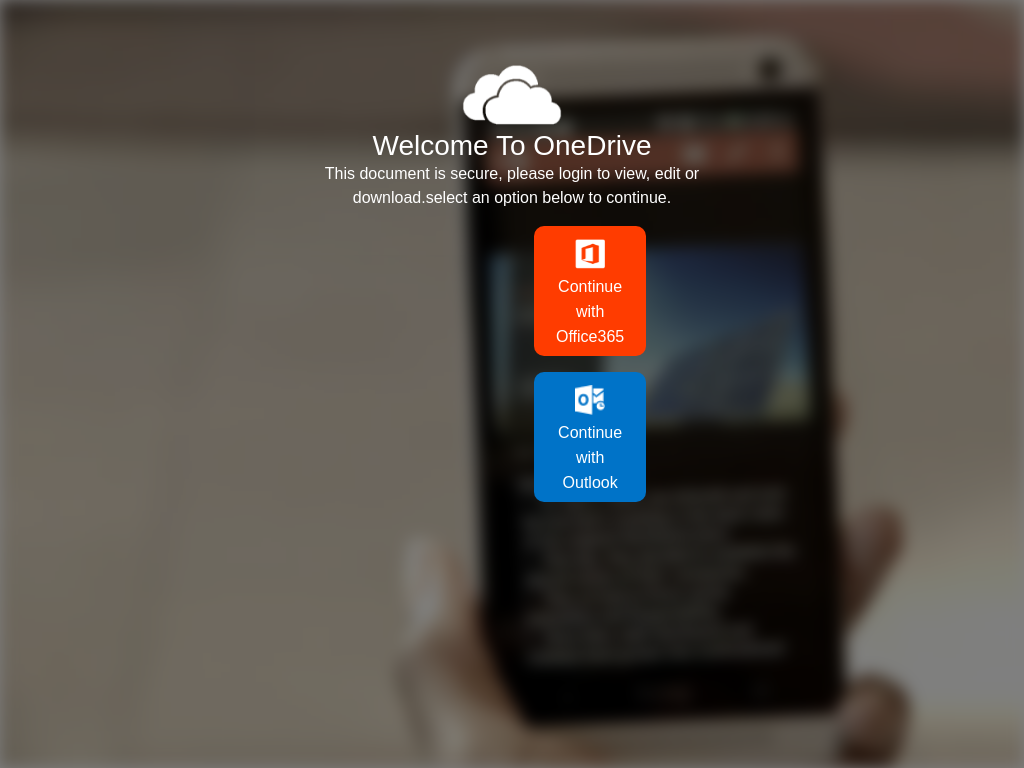 Welcome To OneDrive
This document is secure, please login to view, edit or
download.select an option below to continue.
Continue
with
Office365
Continue
with
Outlook